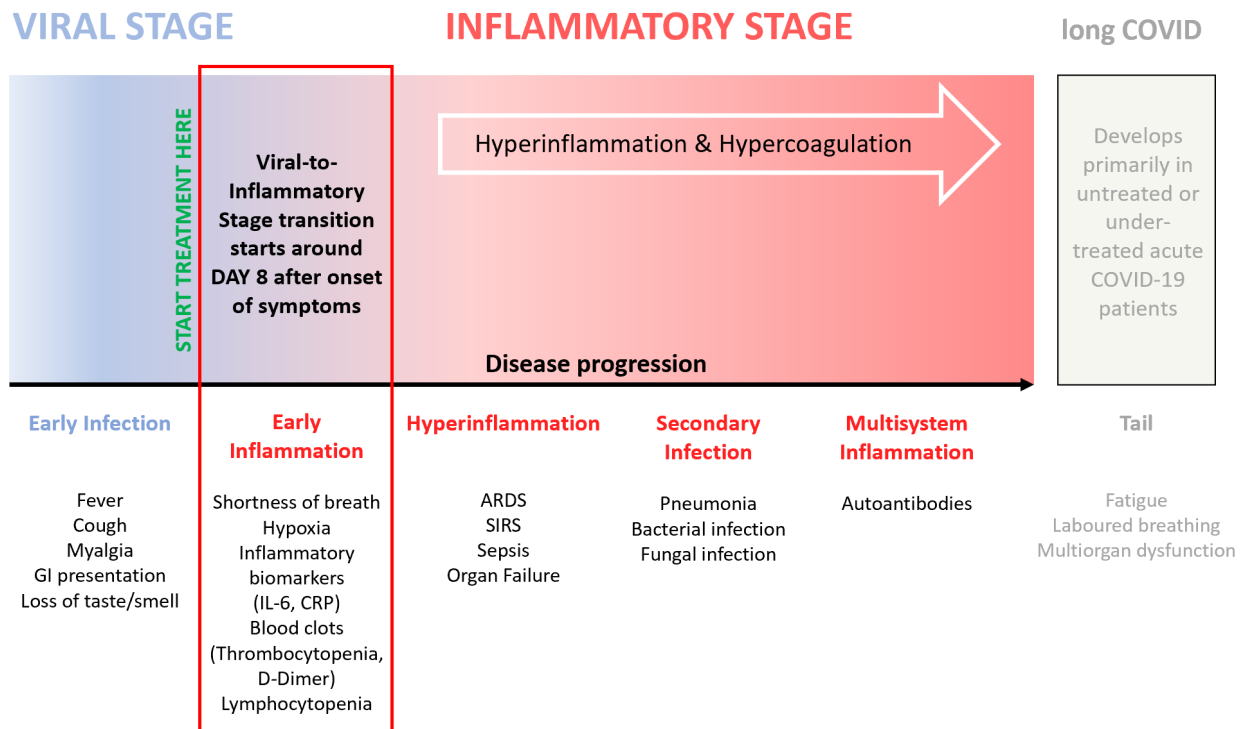 VIRAL STAGE
INFLAMMATORY STAGE
long COVID
START TREATMENT HERE
Viral-to-
Inflammatory
Stage transition
starts around
DAY 8 after onset
of symptoms
Hyperinflammation & Hypercoagulation
Develops
primarily in
untreated or
under-
treated acute
COVID-19
patients
Disease progression
Early Infection
Fever
Cough
Myalgia
GI presentation
Loss of taste/smell
Early
Inflammation
Shortness of breath
Hypoxia
Inflammatory
biomarkers
(IL-6, CRP)
Blood clots
(Thrombocytopenia,
D-Dimer)
Lymphocytopenia
Hyperinflammation
ARDS
SIRS
Sepsis
Organ Failure
Secondary
Infection
Pneumonia
Bacterial infection
Fungal infection
Multisystem
Inflammation
Autoantibodies
Tail
Fatigue
Laboured breathing
Multiorgan dysfunction